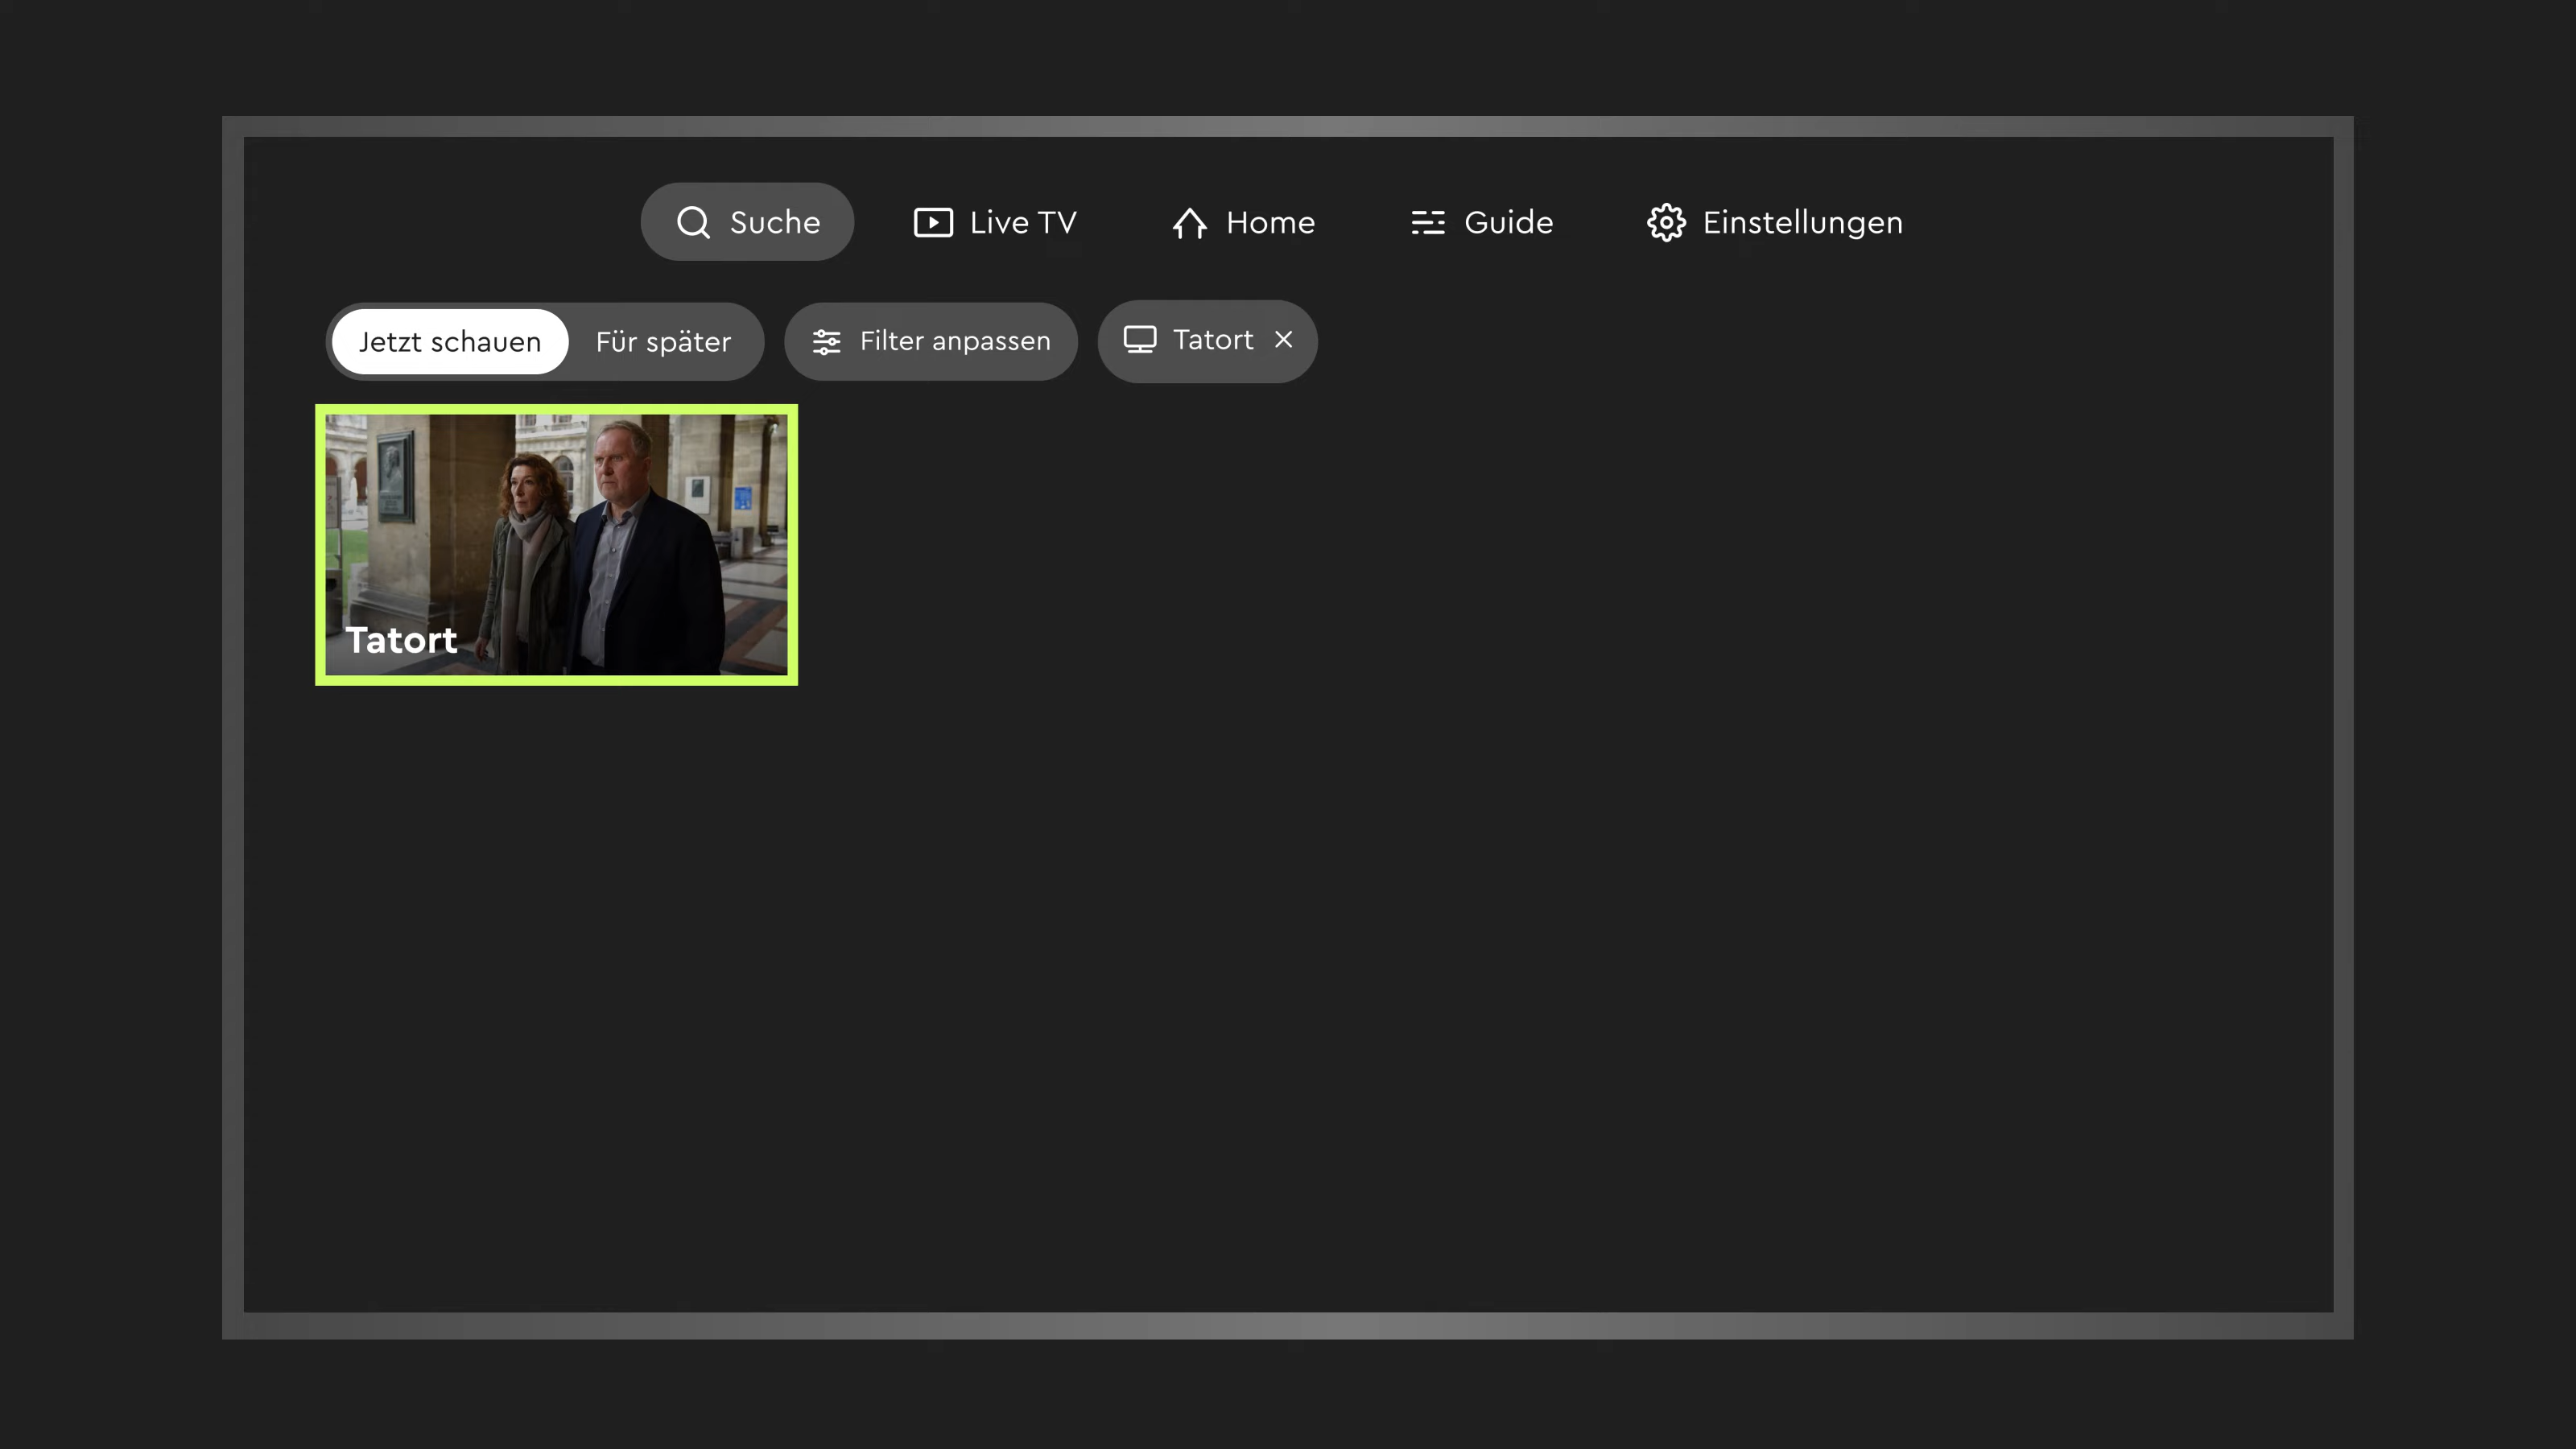 Suche Live TV Home Guide Einstellungen
Jetzt schauen Für später Filter anpassen Tatort
Tatort